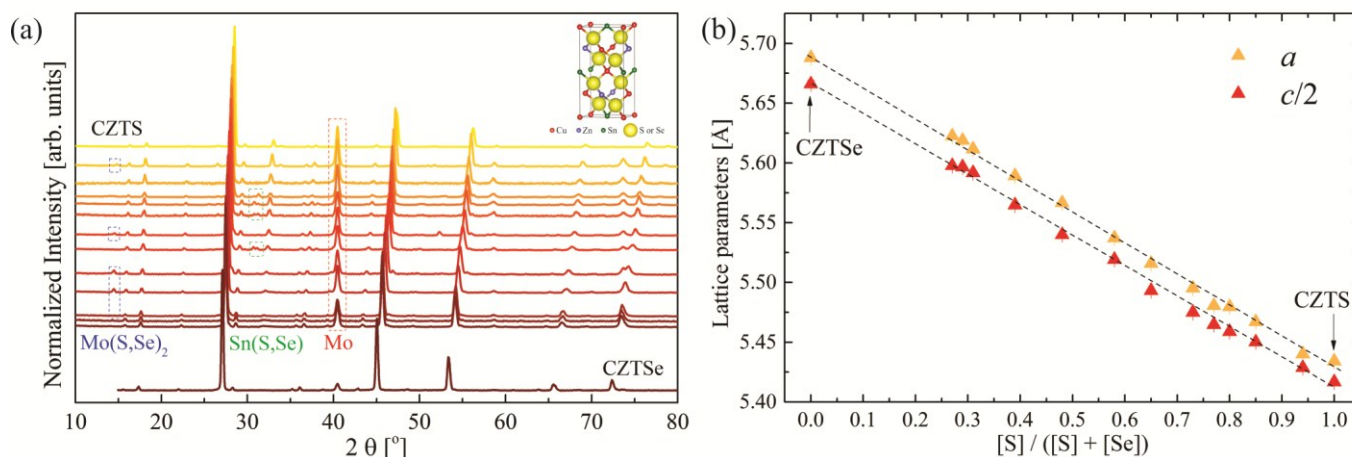 (a)
Normalized Intensity [arb. units]
CZTS
Cu Zn Sn S or Se
Mo(S,Se)2
Sn(S,Se)
Mo
CZTSe
10 20 30 40 50 60 70 80
2 θ [°]
(b)
Lattice parameters [Å]
5.70
5.65
5.60
5.55
5.50
5.45
5.40
a
c/2
CZTSe
CZTS
0.0 0.1 0.2 0.3 0.4 0.5 0.6 0.7 0.8 0.9 1.0
[S] / ([S] + [Se])